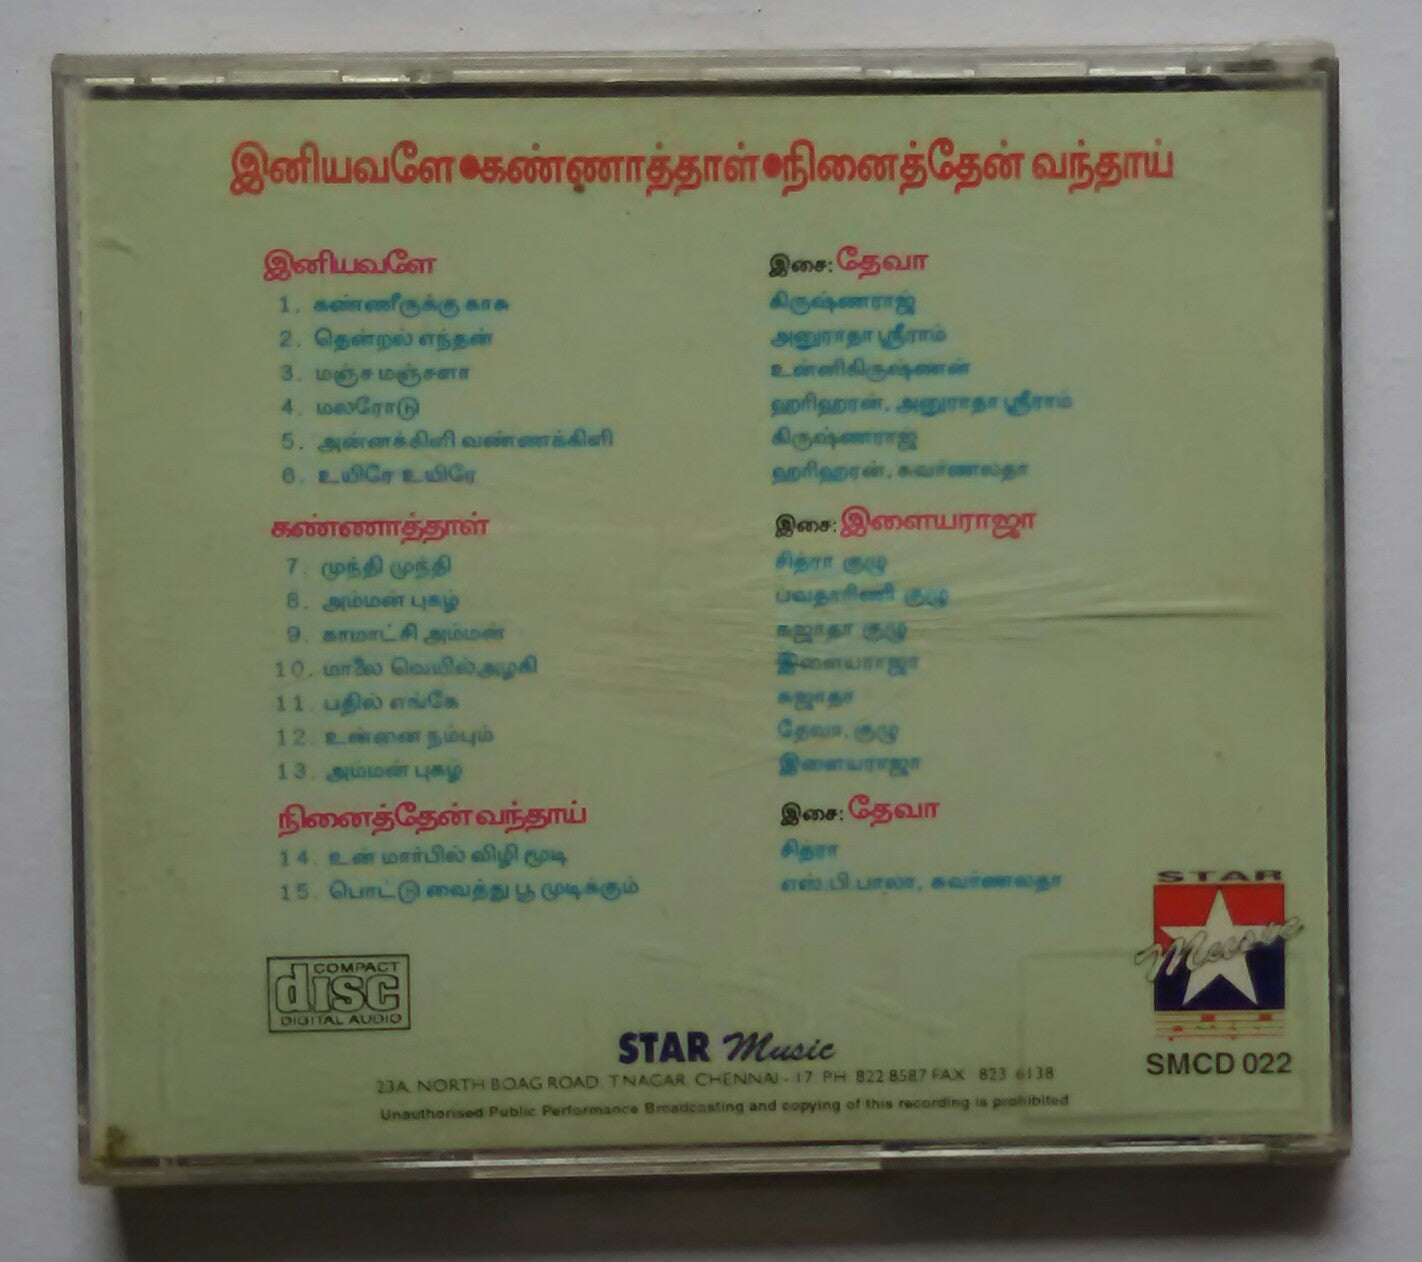 இனியவளே●கண்ணாத்தாள்●நினைத்தேன் வந்தாய்
இனியவளே இசை: தேவா
1. கண்ணீருக்கு காசு கிருஷ்ணராஜ்
2. தென்றல் எந்தன் அனுராதா ஸ்ரீராம்
3. மஞ்ச மஞ்சளா உன்னிகிருஷ்ணன்
4. மலரோடு ஹரிஹரன், அனுராதா ஸ்ரீராம்
5. அன்னக்கிளி வண்ணக்கிளி கிருஷ்ணராஜ்
6. உயிரே உயிரே ஹரிஹரன், சுவர்ணலதா
கண்ணாத்தாள் இசை: இளையராஜா
7. முந்தி முந்தி சித்ரா குழு
8. அம்மன் புகழ் பவதாரிணி குழு
9. காமாட்சி அம்மன் சுஜாதா குழு
10. மாலை வெயில்அழகி இளையராஜா
11. பதில் எங்கே சுஜாதா
12. உன்னை நம்பும் தேவா, குழு
13. அம்மன் புகழ் இளையராஜா
நினைத்தேன் வந்தாய் இசை: தேவா
14. உன் மார்பில் விழி மூடி சித்ரா
15. பொட்டு வைத்து பூ முடிக்கும் எஸ்.பி.பாலா, சுவர்ணலதா
STAR
Music
SMCD 022
COMPACT
disc
DIGITAL AUDIO
STAR Music
23A, NORTH BOAG ROAD, T.NAGAR, CHENNAI - 17 PH: 822 8587 FAX : 823 6138
Unauthorised Public Performance Broadcasting and copying of this recording is prohibited